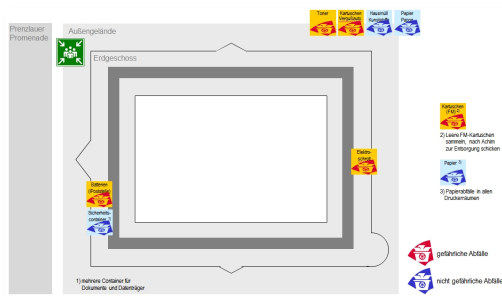 Prenzlauer
Promenade
Außengelände
Erdgeschoss
Toner
Kartuschen
Hausmüll
Papier
Elektro-
schrott
Batterien
(Postzelle)
Sicherheits-
container 1)
1) mehrere Container für
Dokumente und Datenträger
Kartuschen
(FM) 2)
2) Leere FM-Kartuschen
sammeln, nach Achim
zur Entsorgung schicken
Papier 3)
3) Papierabfälle in allen
Druckerräumen
gefährliche Abfälle
nicht gefährliche Abfälle